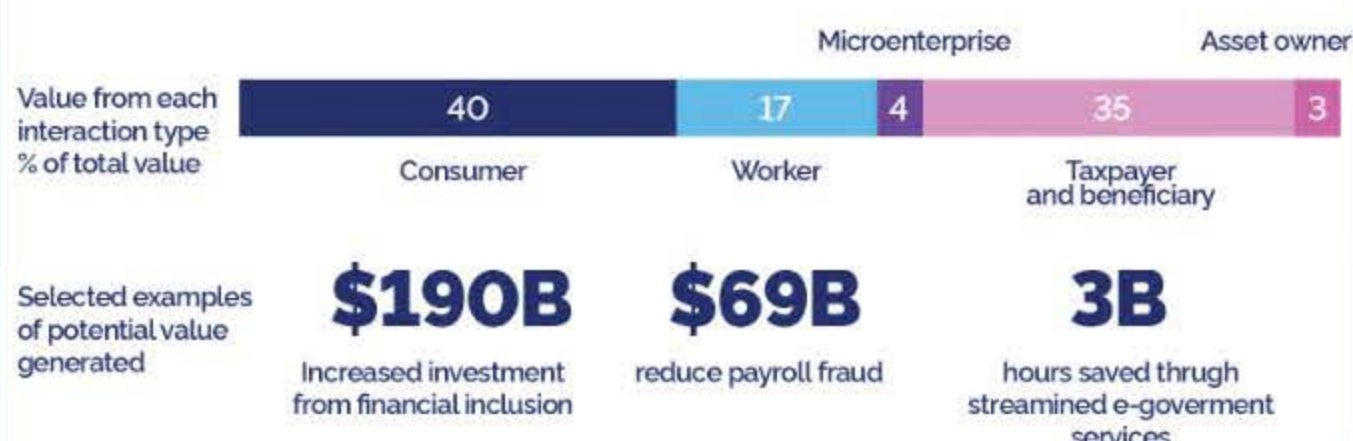 Microenterprise
Asset owner
Value from each
interaction type
% of total value
40
17
4
35
3
Consumer
Worker
Taxpayer
and beneficiary
Selected examples
of potential value
generated
$190B
$69B
3B
Increased investment
from financial inclusion
reduce payroll fraud
hours saved thrugh
streamined e-goverment
services